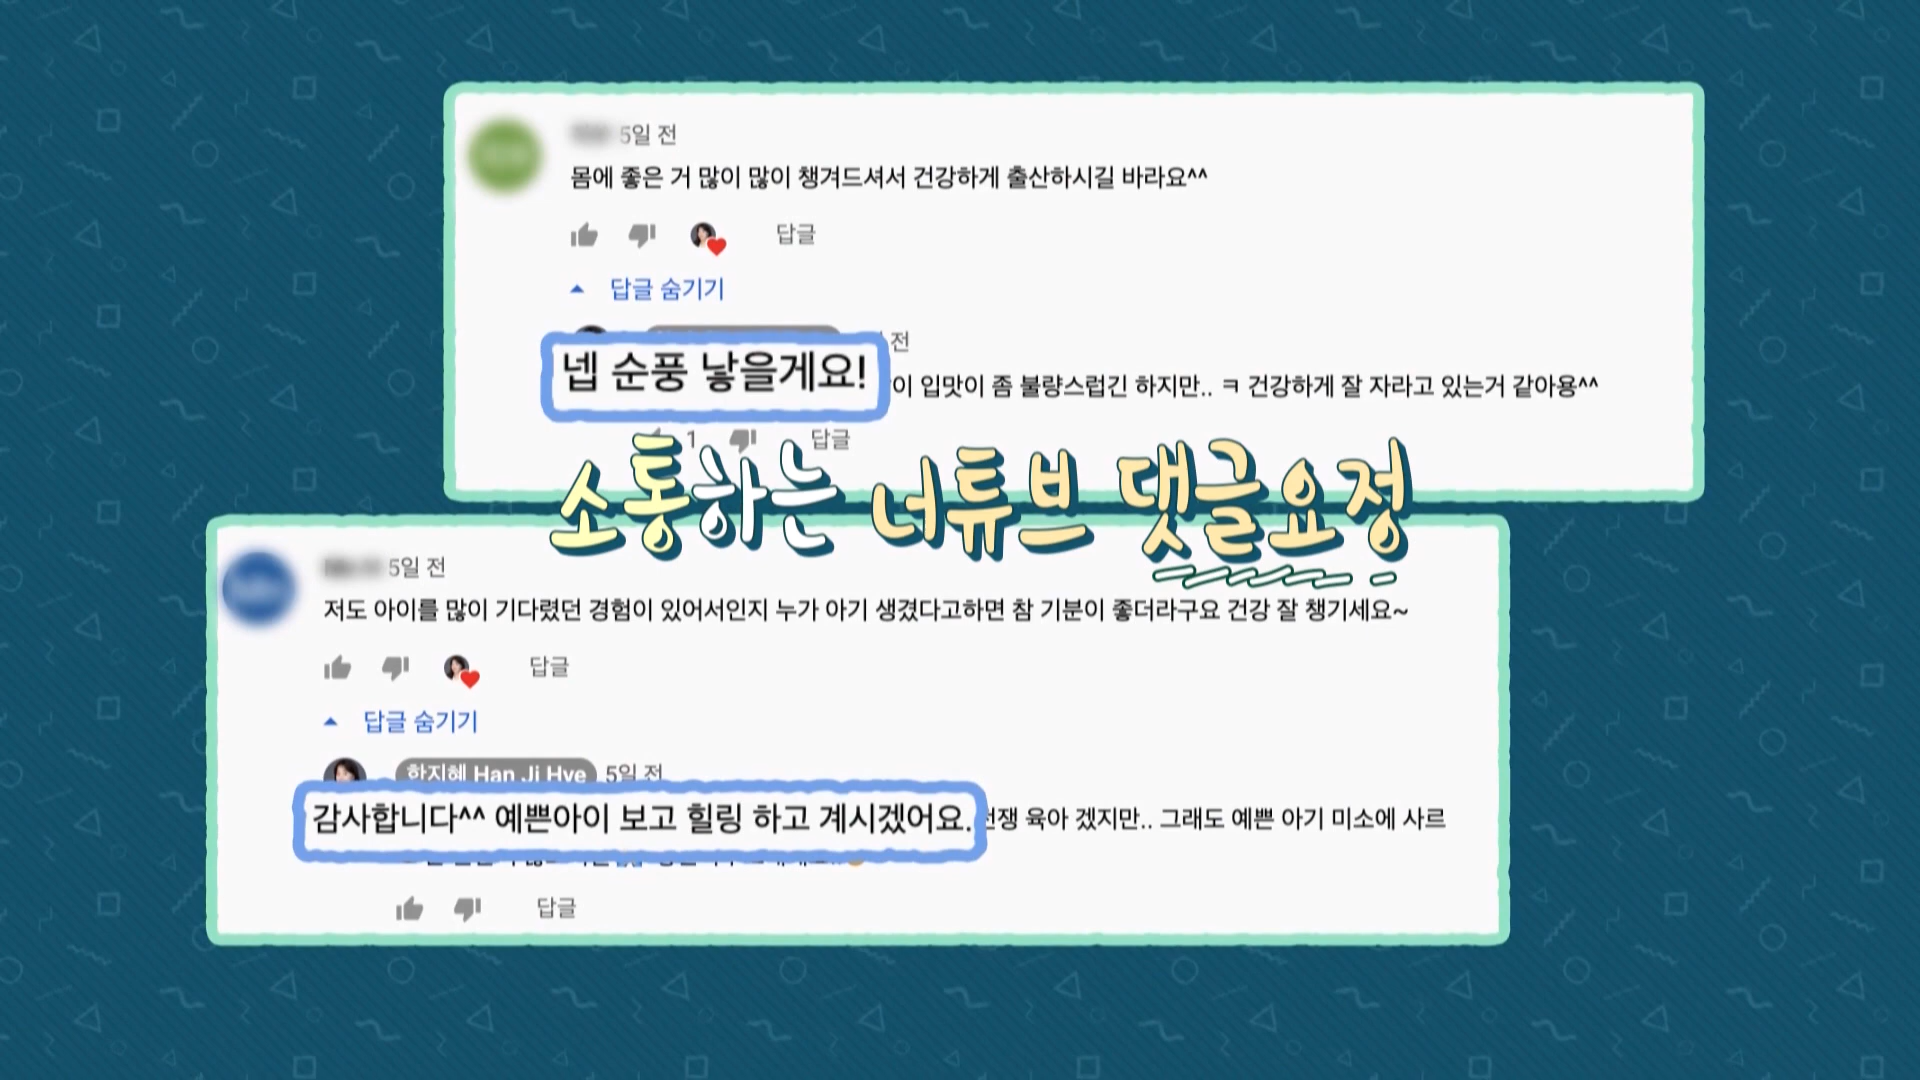 5일 전
몸에 좋은 거 많이 많이 챙겨드셔서 건강하게 출산하시길 바라요^^
답글
답글 숨기기
전
넵 순풍 낳을게요! 입맛이 좀 불량스럽긴 하지만.. ㅋ 건강하게 잘 자라고 있는거 같아용^^
1 답글
소통하는 너튜브 댓글요정
5일 전
저도 아이를 많이 기다렸던 경험이 있어서인지 누가 아기 생겼다고하면 참 기분이 좋더라구요 건강 잘 챙기세요~
답글
답글 숨기기
한지혜 Han Ji Hye 5일 전
감사합니다^^ 예쁜아이 보고 힐링 하고 계시겠어요. 육아 겠지만.. 그래도 예쁜 아기 미소에 사르
답글